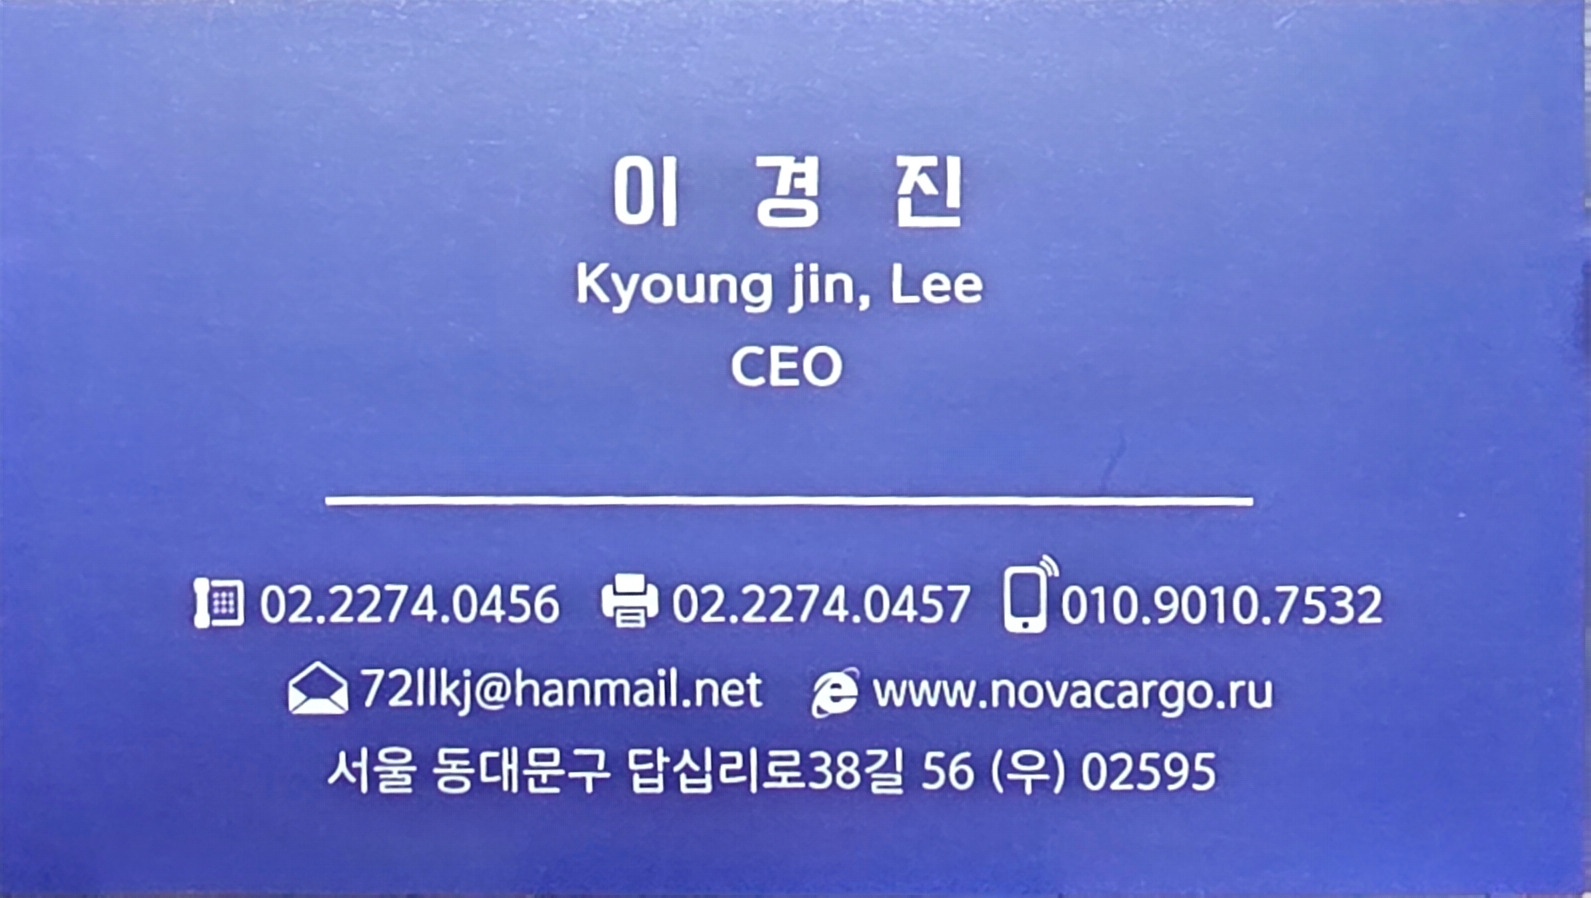 이 경 진
Kyoung jin, Lee
CEO
02.2274.0456 02.2274.0457 010.9010.7532
72llkj@hanmail.net www.novacargo.ru
서울 동대문구 답십리로38길 56 (우) 02595